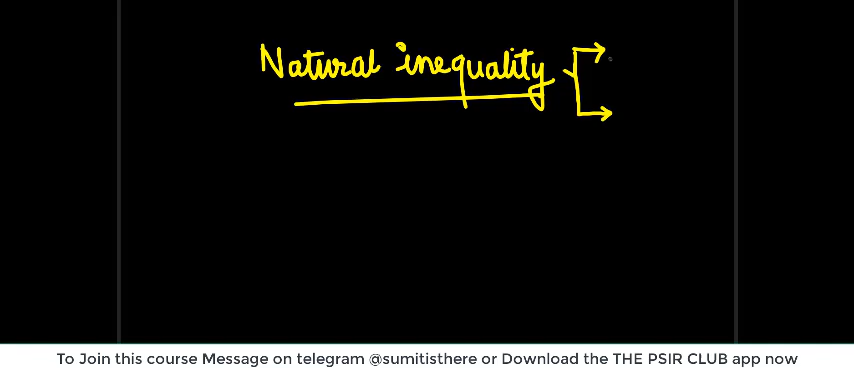 Natural inequality
To Join this course Message on telegram @sumitisthere or Download the THE PSIR CLUB app now